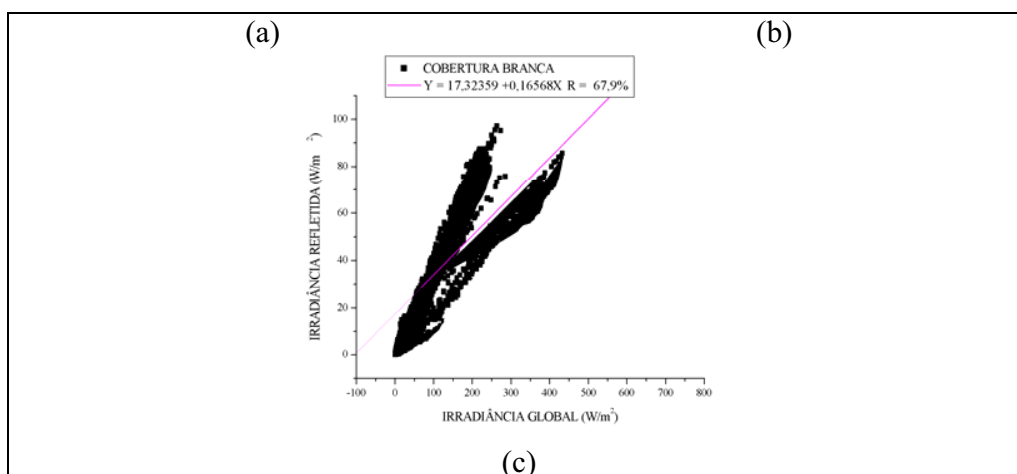 (a) (b)
COBERTURA BRANCA
Y = 17,32359 +0,16568X R = 67,9%
IRRADIÂNCIA REFLETIDA (W/m²)
100
80
60
40
20
0
-100 0 100 200 300 400 500 600 700 800
IRRADIÂNCIA GLOBAL (W/m²)
(c)